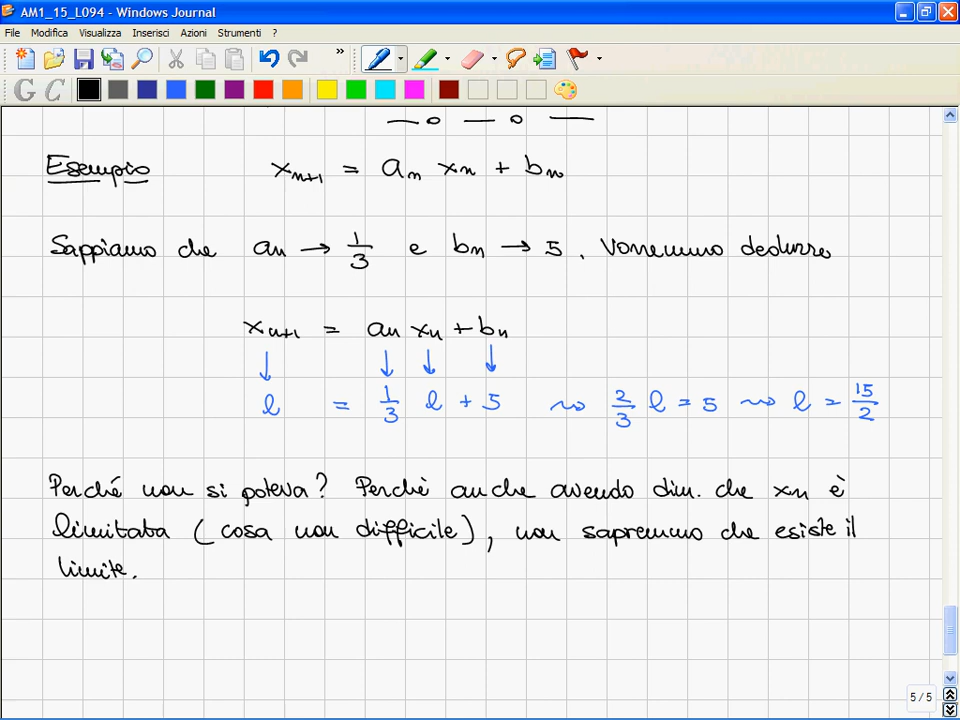 AM1_15_L094 - Windows Journal
File Modifica Visualizza Inserisci Azioni Strumenti ?
G C
Esempio x_{n+1} = a_n x_n + b_n
Sappiamo che a_n → 1/3 e b_n → 5. Vorremmo dedurre
x_{n+1} = a_n x_n + b_n
↓ ↓ ↓ ↓
l = 1/3 l + 5 ⇝ 2/3 l = 5 ⇝ l = 15/2
Perché non si poteva? Perchè anche avendo dim. che x_n è
limitata (cosa non difficile), non sapremmo che esiste il
limite.
5 / 5